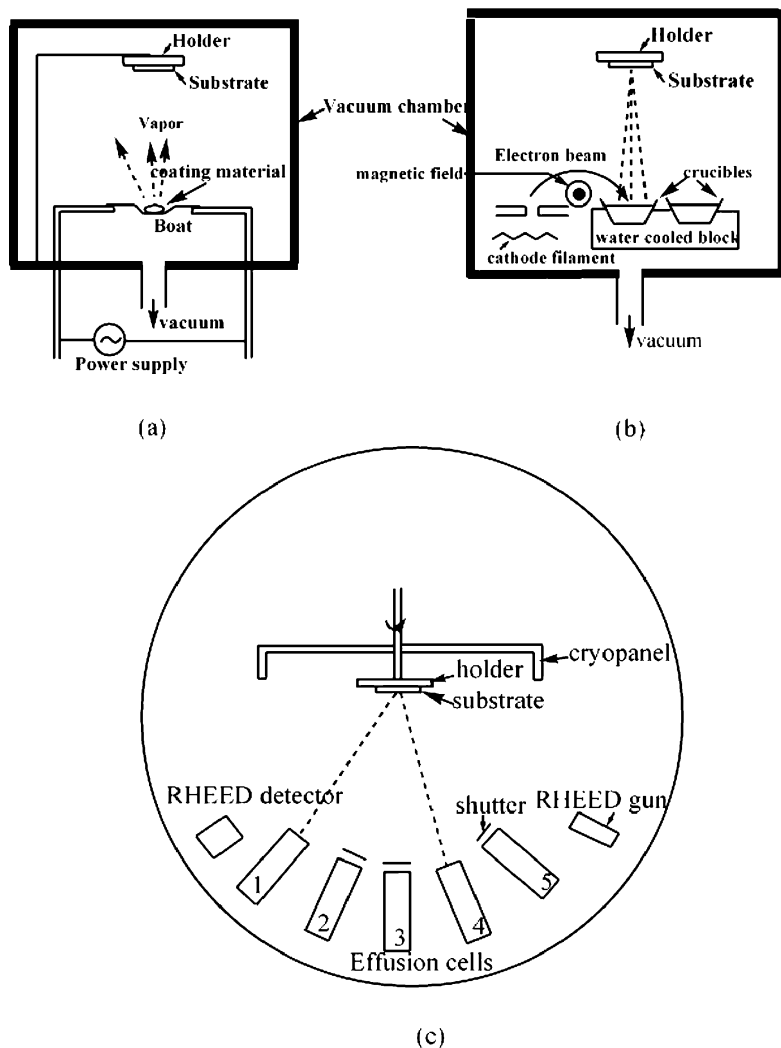 Holder
Substrate
Vapor
coating material
Boat
vacuum
Power supply
Vacuum chamber
(a)
Holder
Substrate
Electron beam
magnetic field
crucibles
water cooled block
cathode filament
vacuum
(b)
cryopanel
holder
substrate
RHEED detector
shutter
RHEED gun
1
2
3
4
5
Effusion cells
(c)